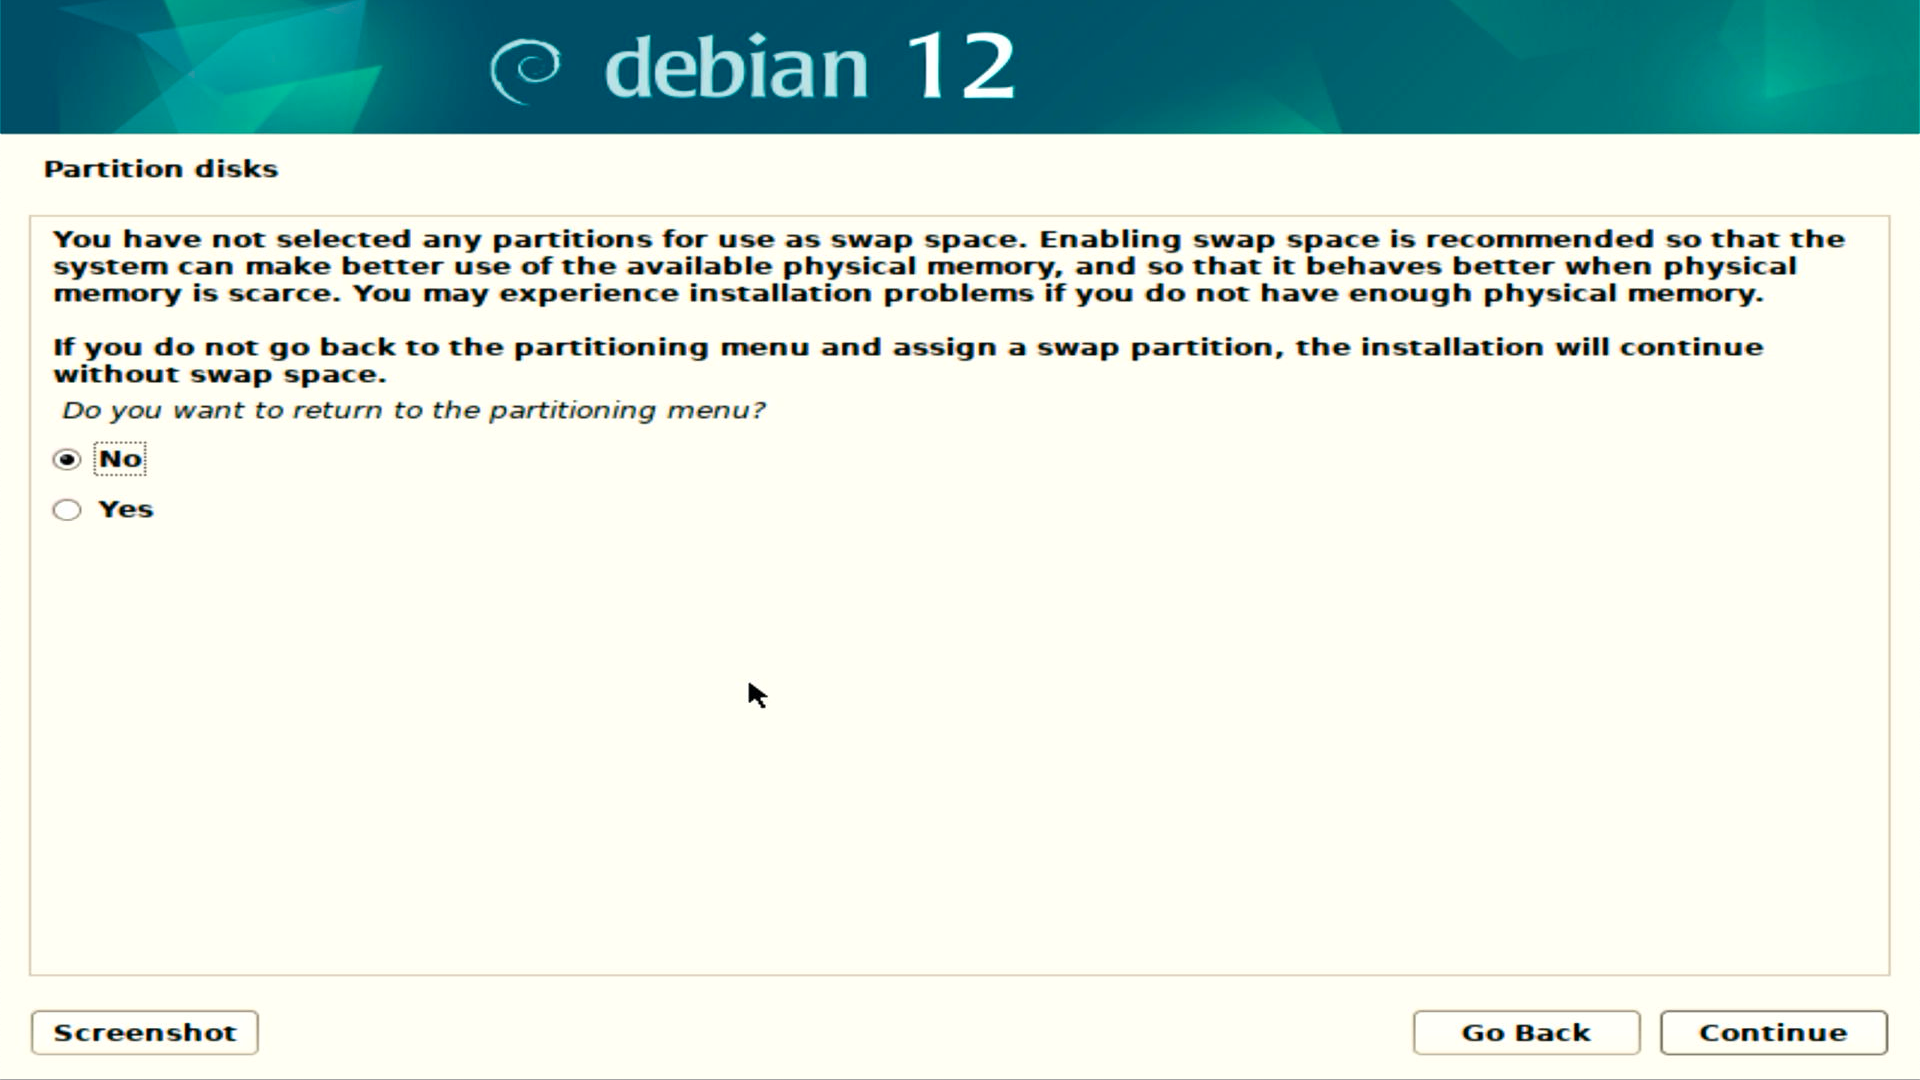 debian 12
Partition disks
You have not selected any partitions for use as swap space. Enabling swap space is recommended so that the
system can make better use of the available physical memory, and so that it behaves better when physical
memory is scarce. You may experience installation problems if you do not have enough physical memory.
If you do not go back to the partitioning menu and assign a swap partition, the installation will continue
without swap space.
Do you want to return to the partitioning menu?
No
Yes
Screenshot
Go Back
Continue